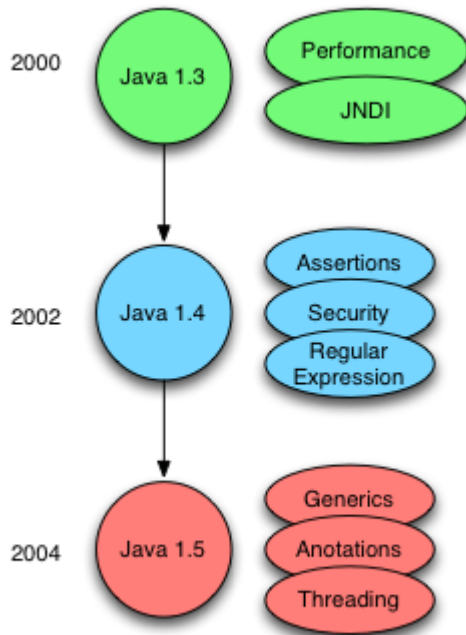 2000
Java 1.3
Performance
JNDI
2002
Java 1.4
Assertions
Security
Regular
Expression
2004
Java 1.5
Generics
Anotations
Threading